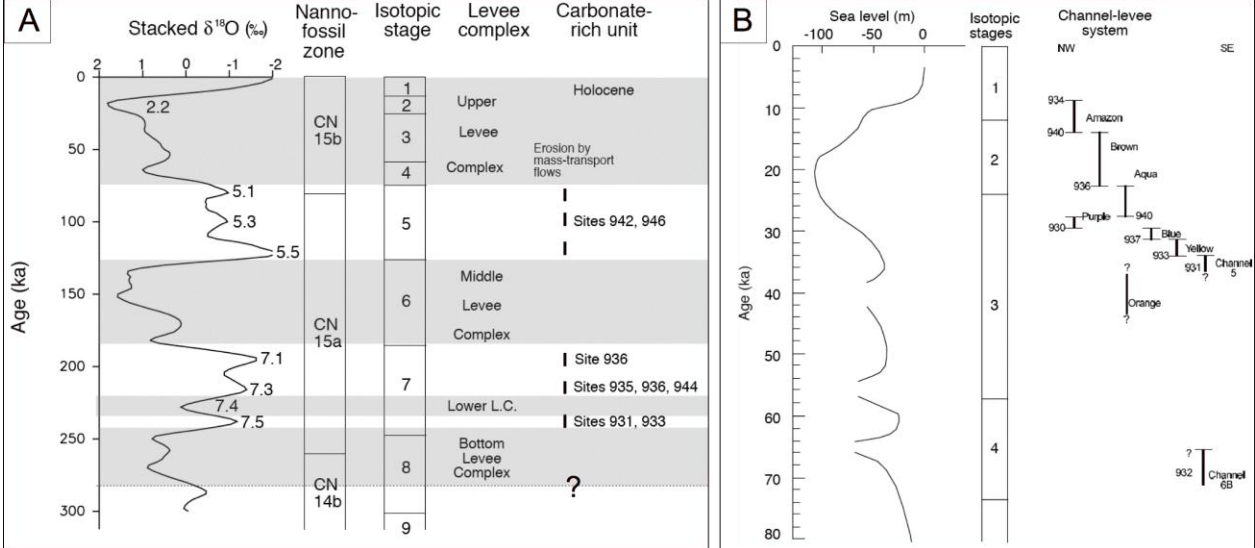 A
Stacked δ18O (‰)
Nanno-
fossil
zone
Isotopic
stage
Levee
complex
Carbonate-
rich unit
2 1 0 -1 -2
Age (ka)
0
50
100
150
200
250
300
2.2
5.1
5.3
5.5
7.1
7.3
7.4
7.5
CN
15b
CN
15a
CN
14b
1
2
3
4
5
6
7
8
9
Upper
Levee
Complex
Middle
Levee
Complex
Lower L.C.
Bottom
Levee
Complex
Holocene
Erosion by
mass-transport
flows
Sites 942, 946
Site 936
Sites 935, 936, 944
Sites 931, 933
?
B
Sea level (m)
-100 -50 0
Isotopic
stages
Channel-levee
system
NW SE
Age (ka)
0
10
20
30
40
50
60
70
80
1
2
3
4
934
Amazon
940
Brown
936
Aqua
940
Purple
930
Blue
937
Yellow
933
Channel
5
931
?
?
Orange
?
?
932
Channel
6B